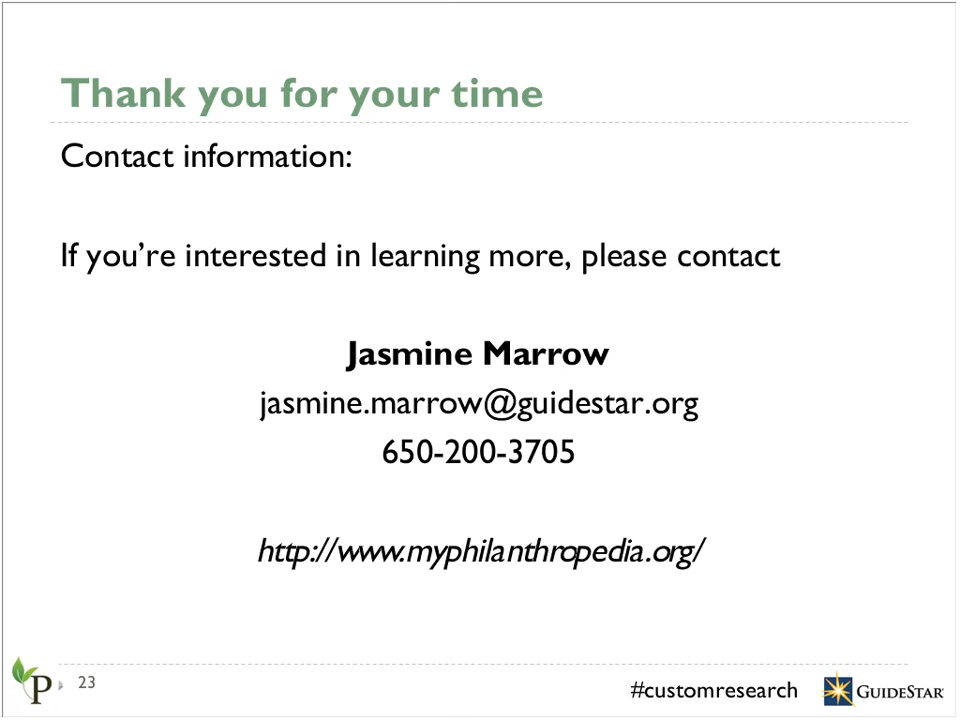 Thank you for your time
Contact information:
If you’re interested in learning more, please contact
Jasmine Marrow
jasmine.marrow@guidestar.org
650-200-3705
http://www.myphilanthropedia.org/
P
23
#customresearch
GUIDESTAR